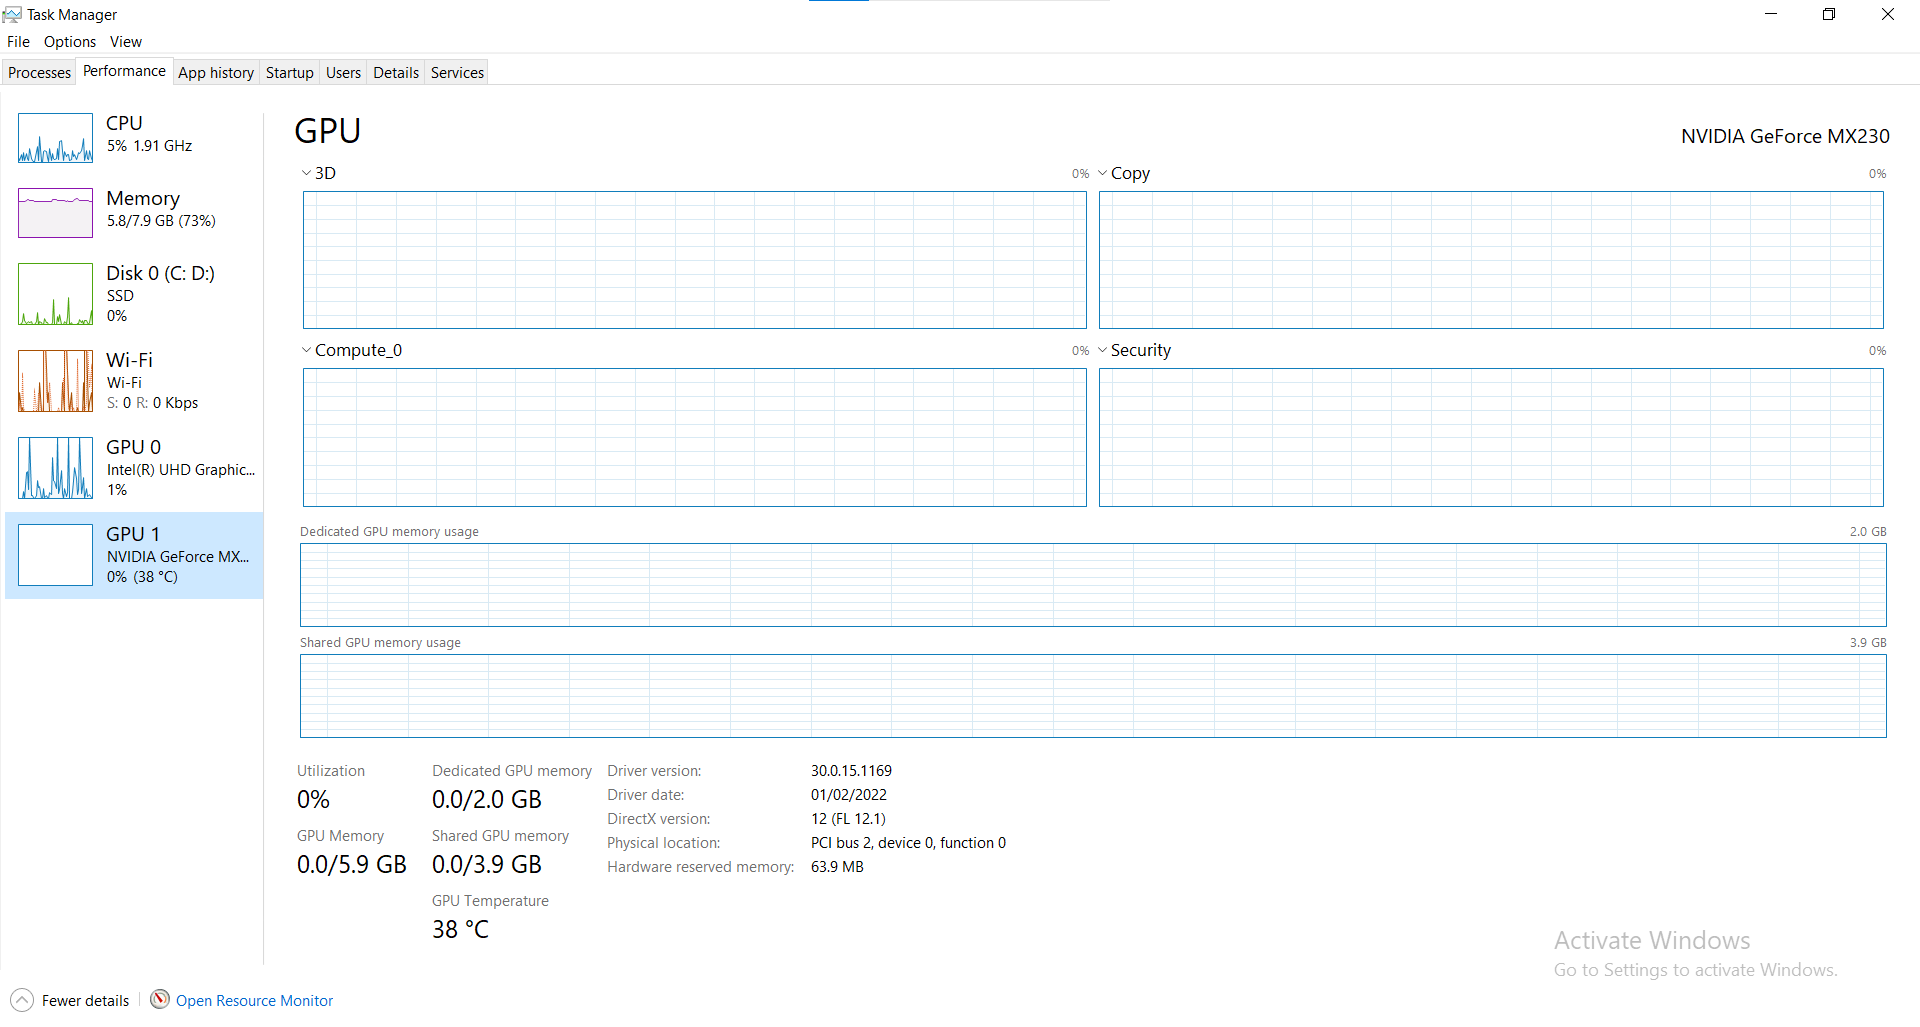 Task Manager
File Options View
Processes Performance App history Startup Users Details Services
CPU
5% 1.91 GHz
Memory
5.8/7.9 GB (73%)
Disk 0 (C: D:)
SSD
0%
Wi-Fi
Wi-Fi
S: 0 R: 0 Kbps
GPU 0
Intel(R) UHD Graphic...
1%
GPU 1
NVIDIA GeForce MX...
0% (38 °C)
GPU
NVIDIA GeForce MX230
3D 0%
Copy 0%
Compute_0 0%
Security 0%
Dedicated GPU memory usage 2.0 GB
Shared GPU memory usage 3.9 GB
Utilization
0%
Dedicated GPU memory
0.0/2.0 GB
GPU Memory
0.0/5.9 GB
Shared GPU memory
0.0/3.9 GB
GPU Temperature
38 °C
Driver version: 30.0.15.1169
Driver date: 01/02/2022
DirectX version: 12 (FL 12.1)
Physical location: PCI bus 2, device 0, function 0
Hardware reserved memory: 63.9 MB
Activate Windows
Go to Settings to activate Windows.
Fewer details Open Resource Monitor